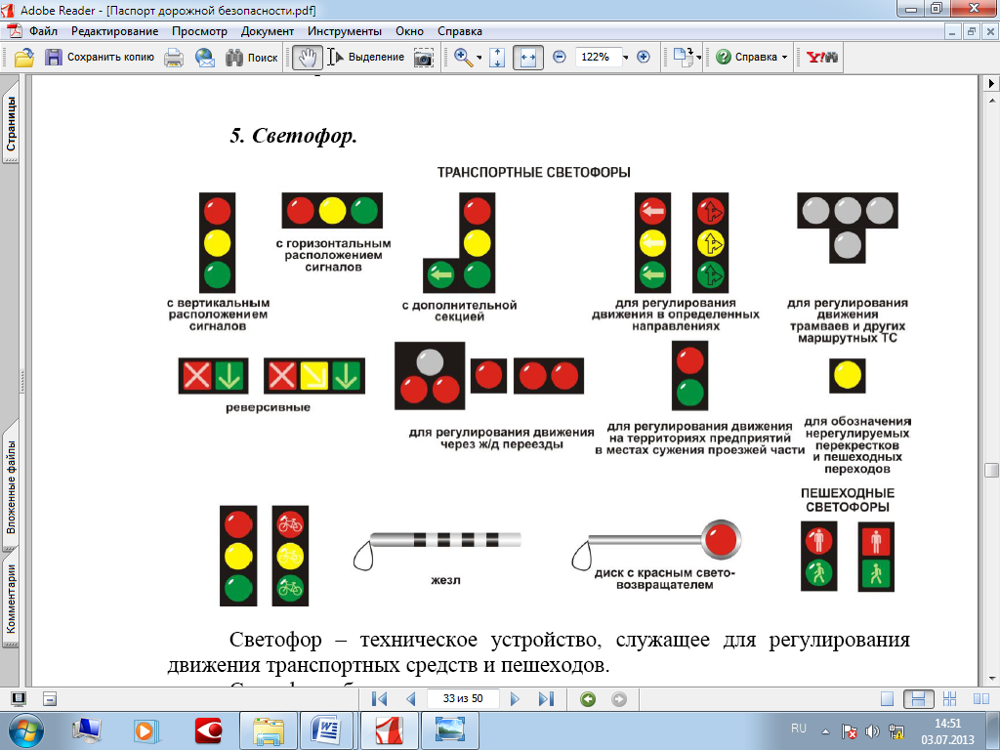 Adobe Reader - [Паспорт дорожной безопасности.pdf]
Файл Редактирование Просмотр Документ Инструменты Окно Справка
Сохранить копию Поиск Выделение 122% Справка Y!
Страницы
Вложенные файлы
Комментарии
5. Светофор.
ТРАНСПОРТНЫЕ СВЕТОФОРЫ
с вертикальным
расположением
сигналов
с горизонтальным
расположением
сигналов
с дополнительной
секцией
для регулирования
движения в определенных
направлениях
для регулирования
движения
трамваев и других
маршрутных ТС
реверсивные
для регулирования движения
через ж/д переезды
для регулирования движения
на территориях предприятий
в местах сужения проезжей части
для обозначения
нерегулируемых
перекрестков
и пешеходных
переходов
ПЕШЕХОДНЫЕ
СВЕТОФОРЫ
жезл
диск с красным свето-
возвращателем
Светофор – техническое устройство, служащее для регулирования
движения транспортных средств и пешеходов.
33 из 50
RU
14:51
03.07.2013